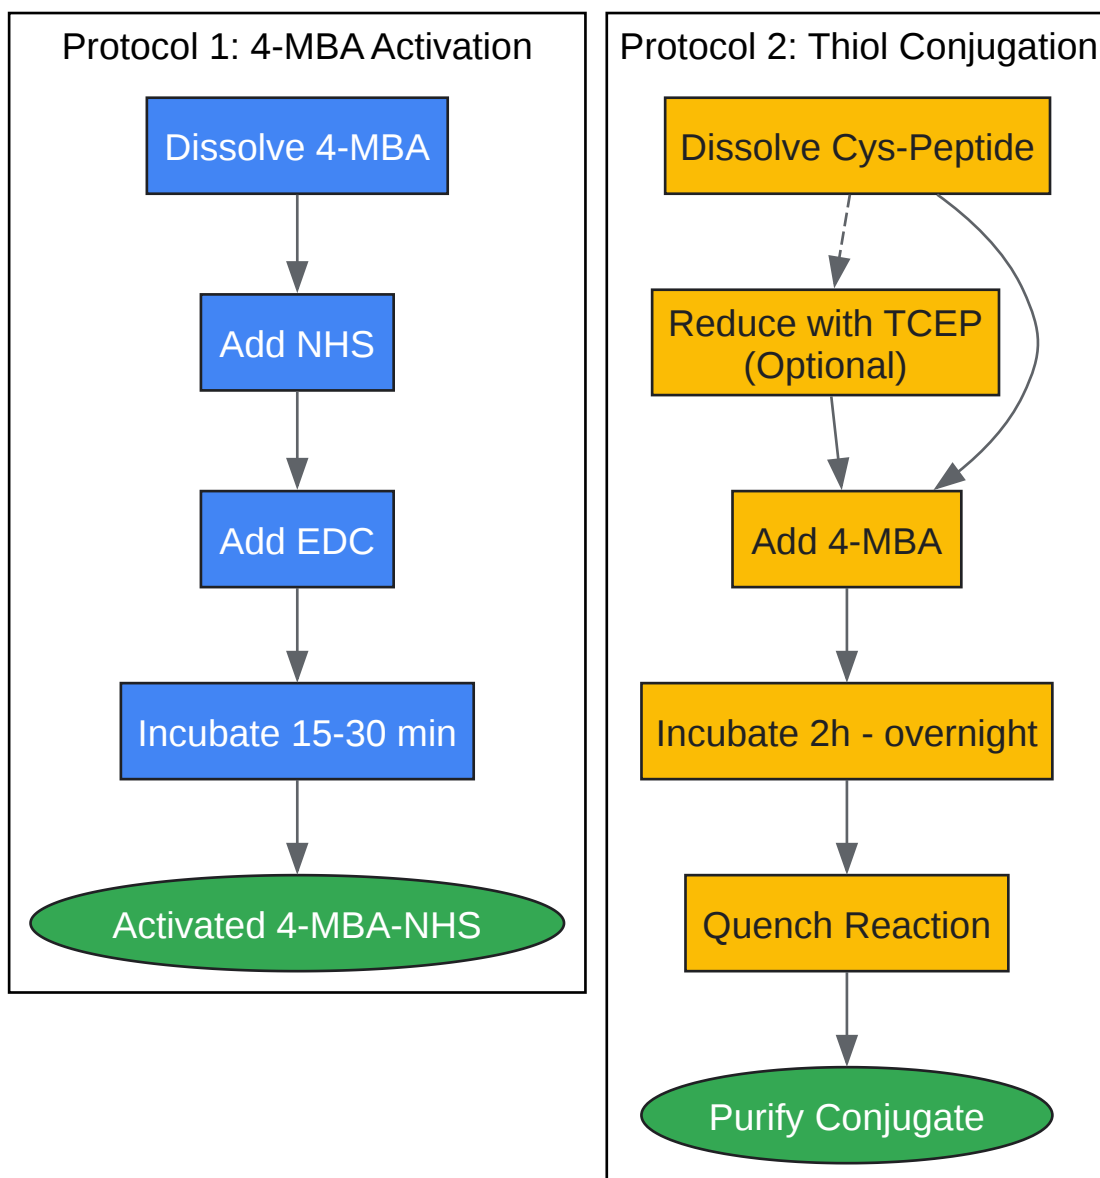 Protocol 1: 4-MBA Activation
Dissolve 4-MBA
Add NHS
Add EDC
Incubate 15-30 min
Activated 4-MBA-NHS
Protocol 2: Thiol Conjugation
Dissolve Cys-Peptide
Reduce with TCEP
(Optional)
Add 4-MBA
Incubate 2h - overnight
Quench Reaction
Purify Conjugate